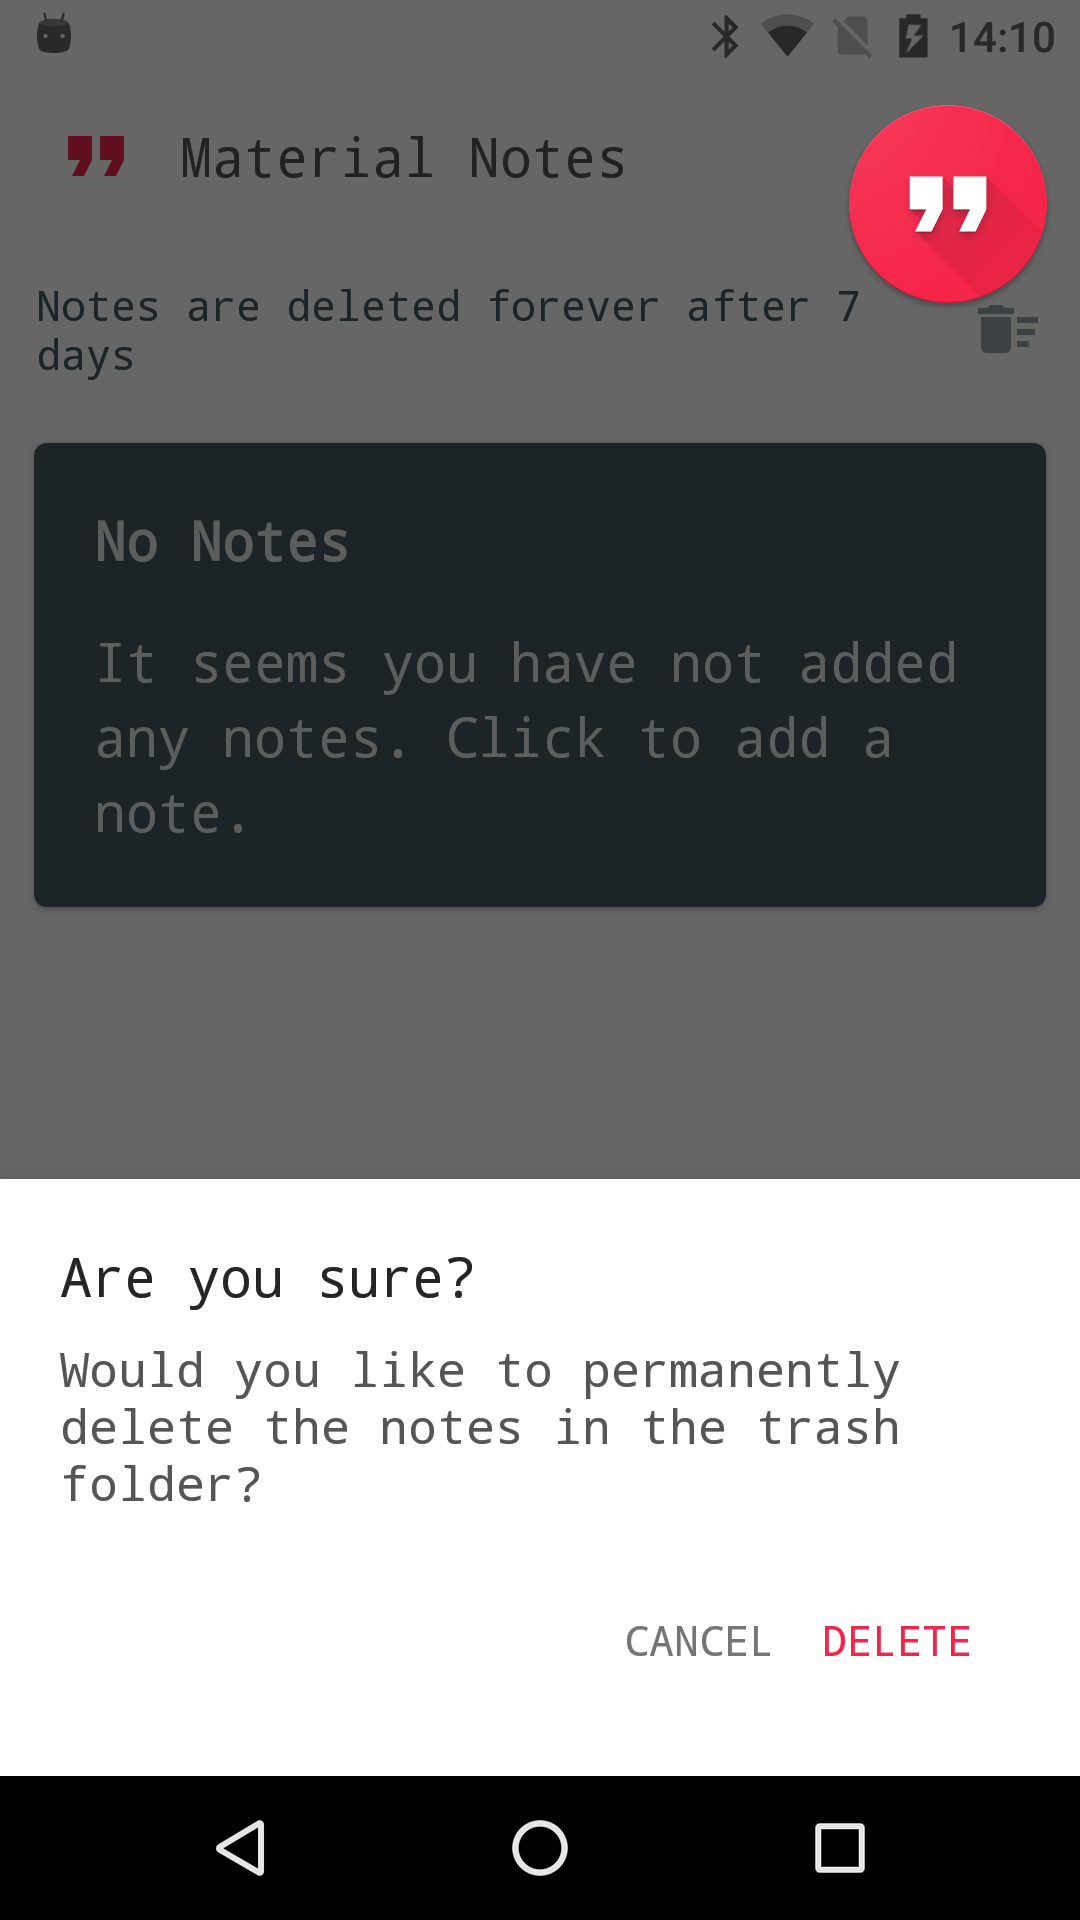 14:10
Material Notes
Notes are deleted forever after 7
days
No Notes
It seems you have not added
any notes. Click to add a
note.
Are you sure?
Would you like to permanently
delete the notes in the trash
folder?
CANCEL DELETE